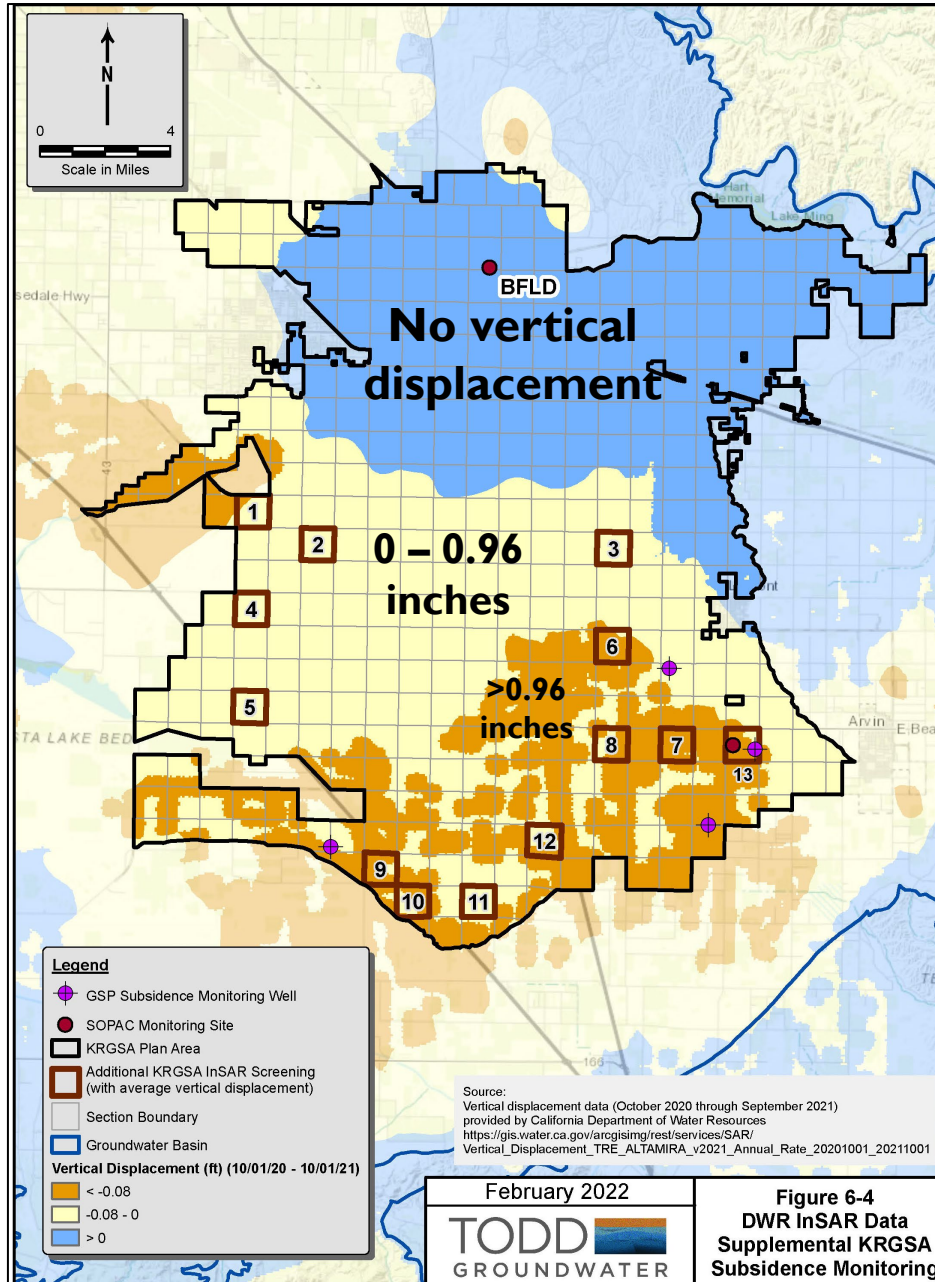 N
0 4
Scale in Miles
Hart
Memorial
Lake Ming
sedale Hwy
BFLD
No vertical
displacement
43
1
2
3
0 – 0.96
inches
4
6
>0.96
inches
5
8
7
13
Arvin
E.Bea
STA LAKE BED
12
9
10
11
166
TE
Legend
GSP Subsidence Monitoring Well
SOPAC Monitoring Site
KRGSA Plan Area
Additional KRGSA InSAR Screening
(with average vertical displacement)
Section Boundary
Groundwater Basin
Vertical Displacement (ft) (10/01/20 - 10/01/21)
< -0.08
-0.08 - 0
> 0
Source:
Vertical displacement data (October 2020 through September 2021)
provided by California Department of Water Resources
https://gis.water.ca.gov/arcgisimg/rest/services/SAR/
Vertical_Displacement_TRE_ALTAMIRA_v2021_Annual_Rate_20201001_20211001
February 2022
TODD
GROUNDWATER
Figure 6-4
DWR InSAR Data
Supplemental KRGSA
Subsidence Monitoring